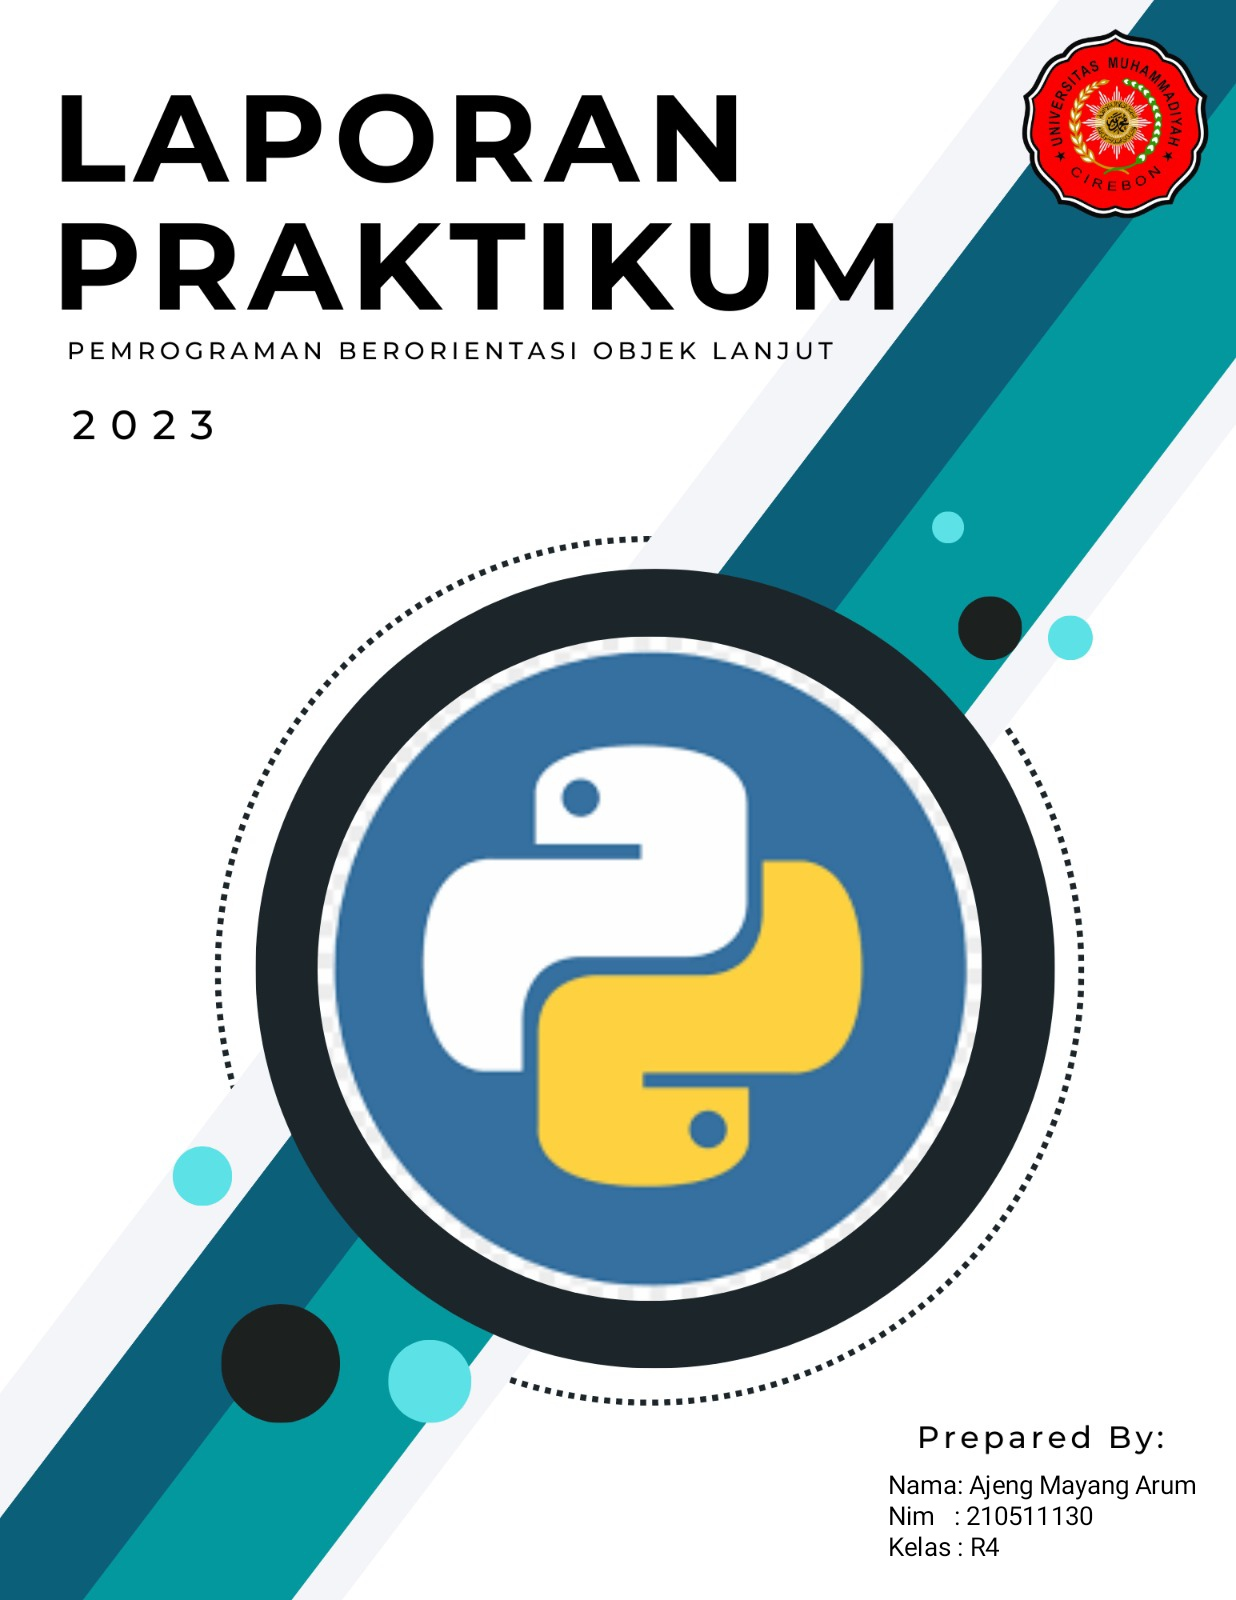 LAPORAN
PRAKTIKUM
PEMROGRAMAN BERORIENTASI OBJEK LANJUT
2023
UNIVERSITAS MUHAMMADIYAH
CIREBON
Prepared By:
Nama: Ajeng Mayang Arum
Nim : 210511130
Kelas : R4